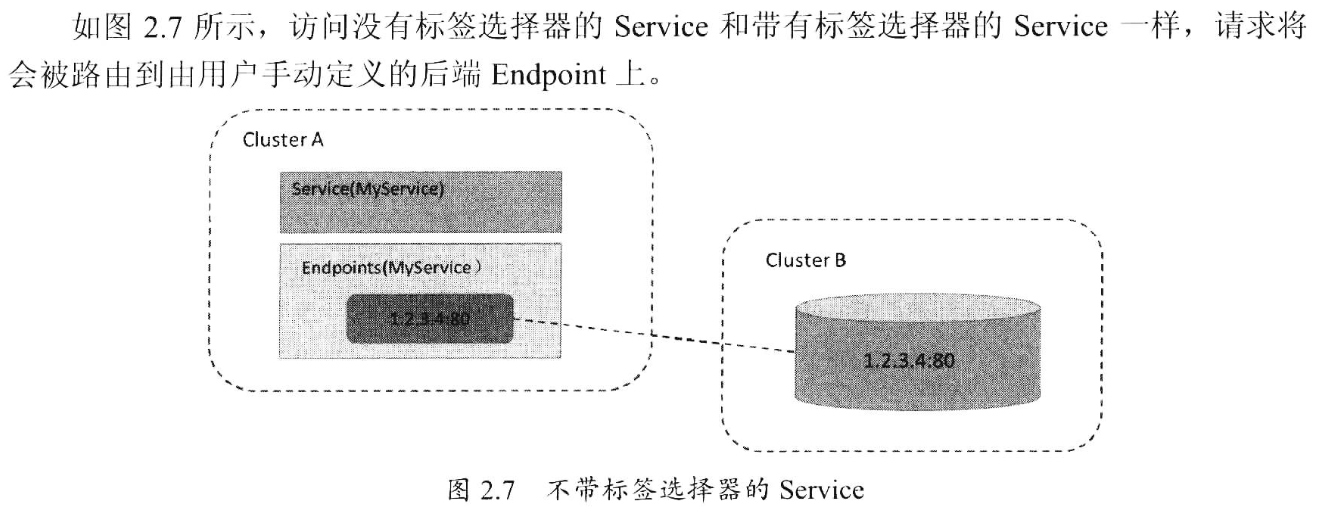 如图 2.7 所示，访问没有标签选择器的 Service 和带有标签选择器的 Service 一样，请求将
会被路由到由用户手动定义的后端 Endpoint 上。
Cluster A
Service(MyService)
Endpoints(MyService）
1.2.3.4:80
Cluster B
1.2.3.4:80
图 2.7 不带标签选择器的 Service